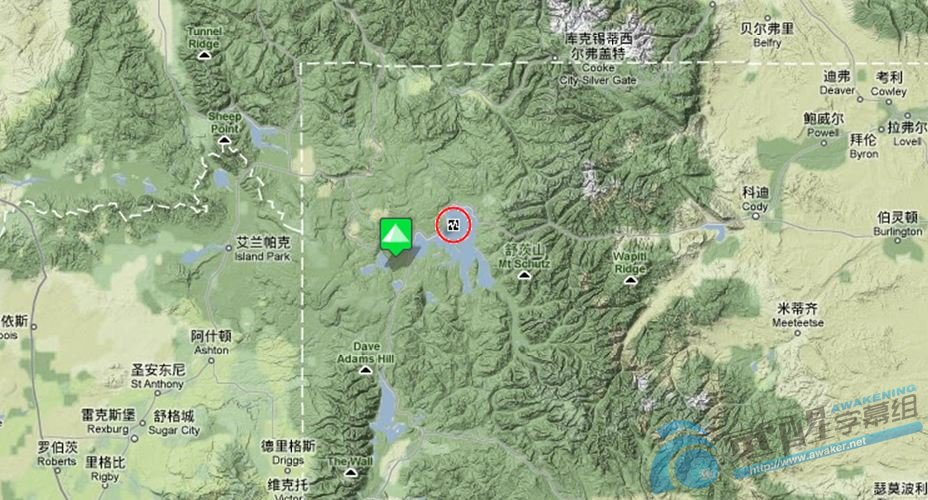 Tunnel
Ridge
库克锡蒂西
尔弗盖特
Cooke
City Silver Gate
贝尔弗里
Belfry
迪弗
Deaver
考利
Cowley
Sheep
Point
鲍威尔
Powell
拜伦
Byron
拉弗尔
Lovell
科迪
Cody
伯灵顿
Burlington
艾兰帕克
Island Park
舒茨山
Mt Schutz
Wapiti
Ridge
依斯
ois
阿什顿
Ashton
米蒂齐
Meeteetse
Dave
Adams Hill
圣安东尼
St Anthony
雷克斯堡
Rexburg
舒格城
Sugar City
罗伯茨
Roberts
里格比
Rigby
德里格斯
Driggs
The Wall
维克托
Victor
AWAKENING
字幕组
http://www.awaker.net
瑟莫波利